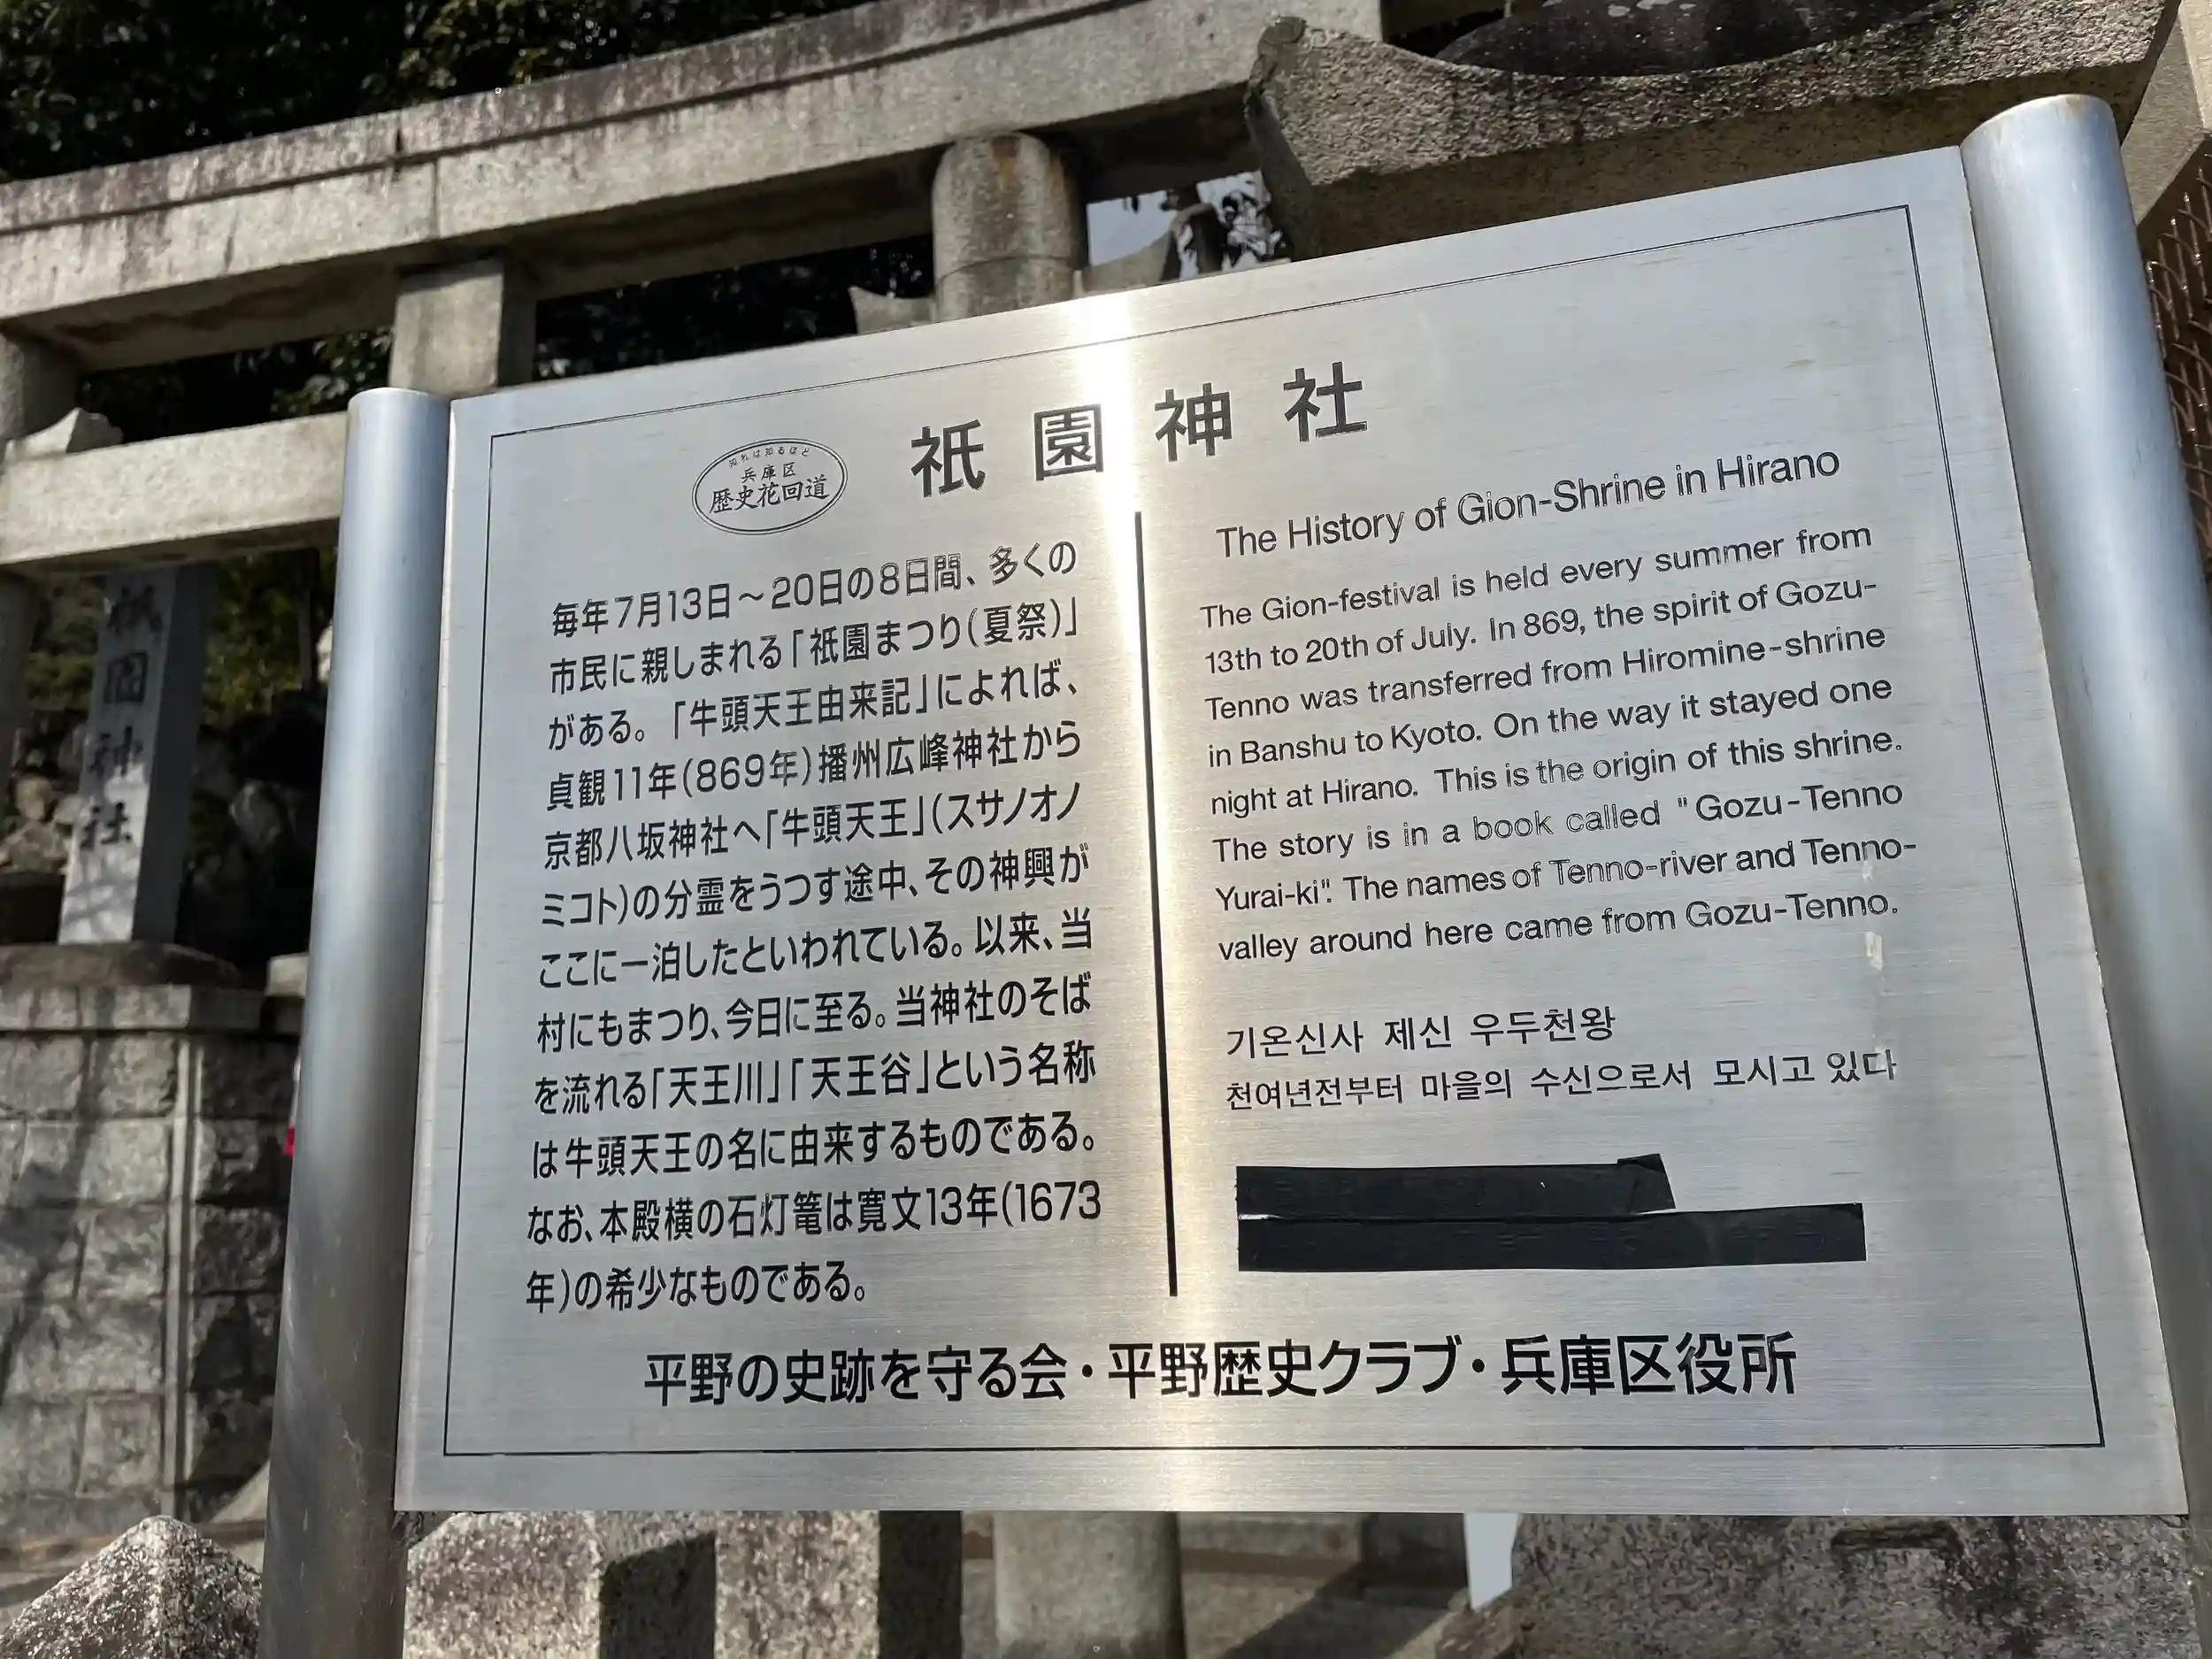 祇園神社
知れば知るほど
兵庫区
歴史花回道
毎年7月13日～20日の8日間、多くの
市民に親しまれる「祇園まつり(夏祭)」
がある。「牛頭天王由来記」によれば、
貞観11年(869年)播州広峰神社から
京都八坂神社へ「牛頭天王」(スサノオノ
ミコト)の分霊をうつす途中、その神興が
ここに一泊したといわれている。以来、当
村にもまつり、今日に至る。当神社のそば
を流れる「天王川」「天王谷」という名称
は牛頭天王の名に由来するものである。
なお、本殿横の石灯篭は寛文13年(1673
年)の希少なものである。
The History of Gion-Shrine in Hirano
The Gion-festival is held every summer from
13th to 20th of July. In 869, the spirit of Gozu-
Tenno was transferred from Hiromine-shrine
in Banshu to Kyoto. On the way it stayed one
night at Hirano. This is the origin of this shrine.
The story is in a book called "Gozu-Tenno
Yurai-ki". The names of Tenno-river and Tenno-
valley around here came from Gozu-Tenno.
기온신사 제신 우두천왕
천여년전부터 마을의 수신으로서 모시고 있다
平野の史跡を守る会・平野歴史クラブ・兵庫区役所
祇園神社